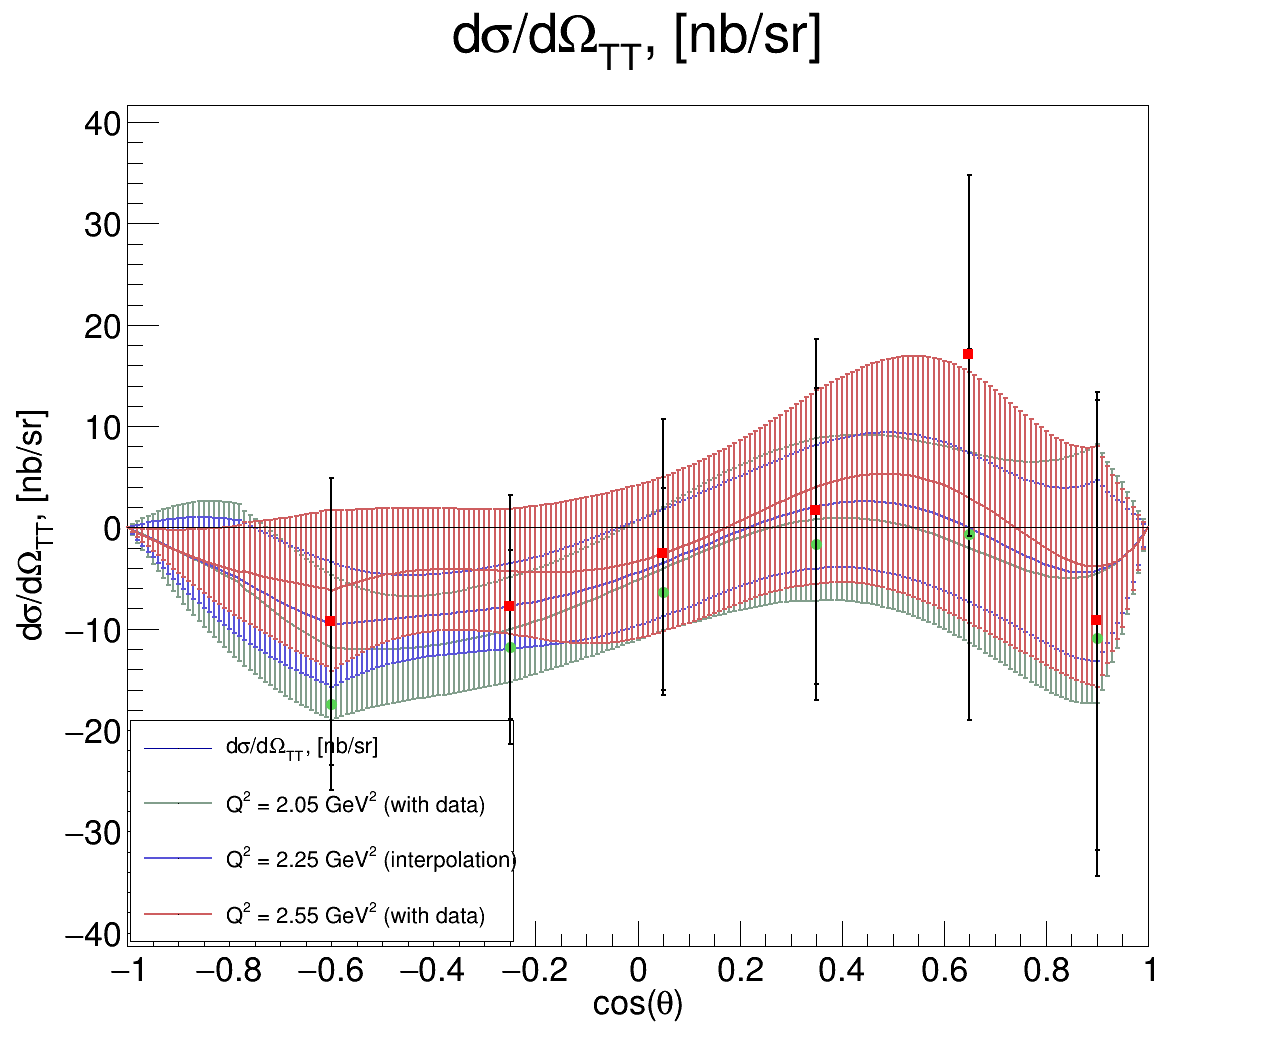 dσ/dΩTT, [nb/sr]
dσ/dΩTT, [nb/sr]
40
30
20
10
0
−10
−20
−30
−40
dσ/dΩTT, [nb/sr]
Q² = 2.05 GeV² (with data)
Q² = 2.25 GeV² (interpolation)
Q² = 2.55 GeV² (with data)
−1 −0.8 −0.6 −0.4 −0.2 0 0.2 0.4 0.6 0.8 1
cos(θ)